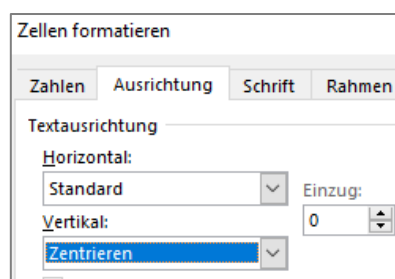 Zellen formatieren
Zahlen Ausrichtung Schrift Rahmen
Textausrichtung
Horizontal:
Standard Einzug:
Vertikal: 0
Zentrieren